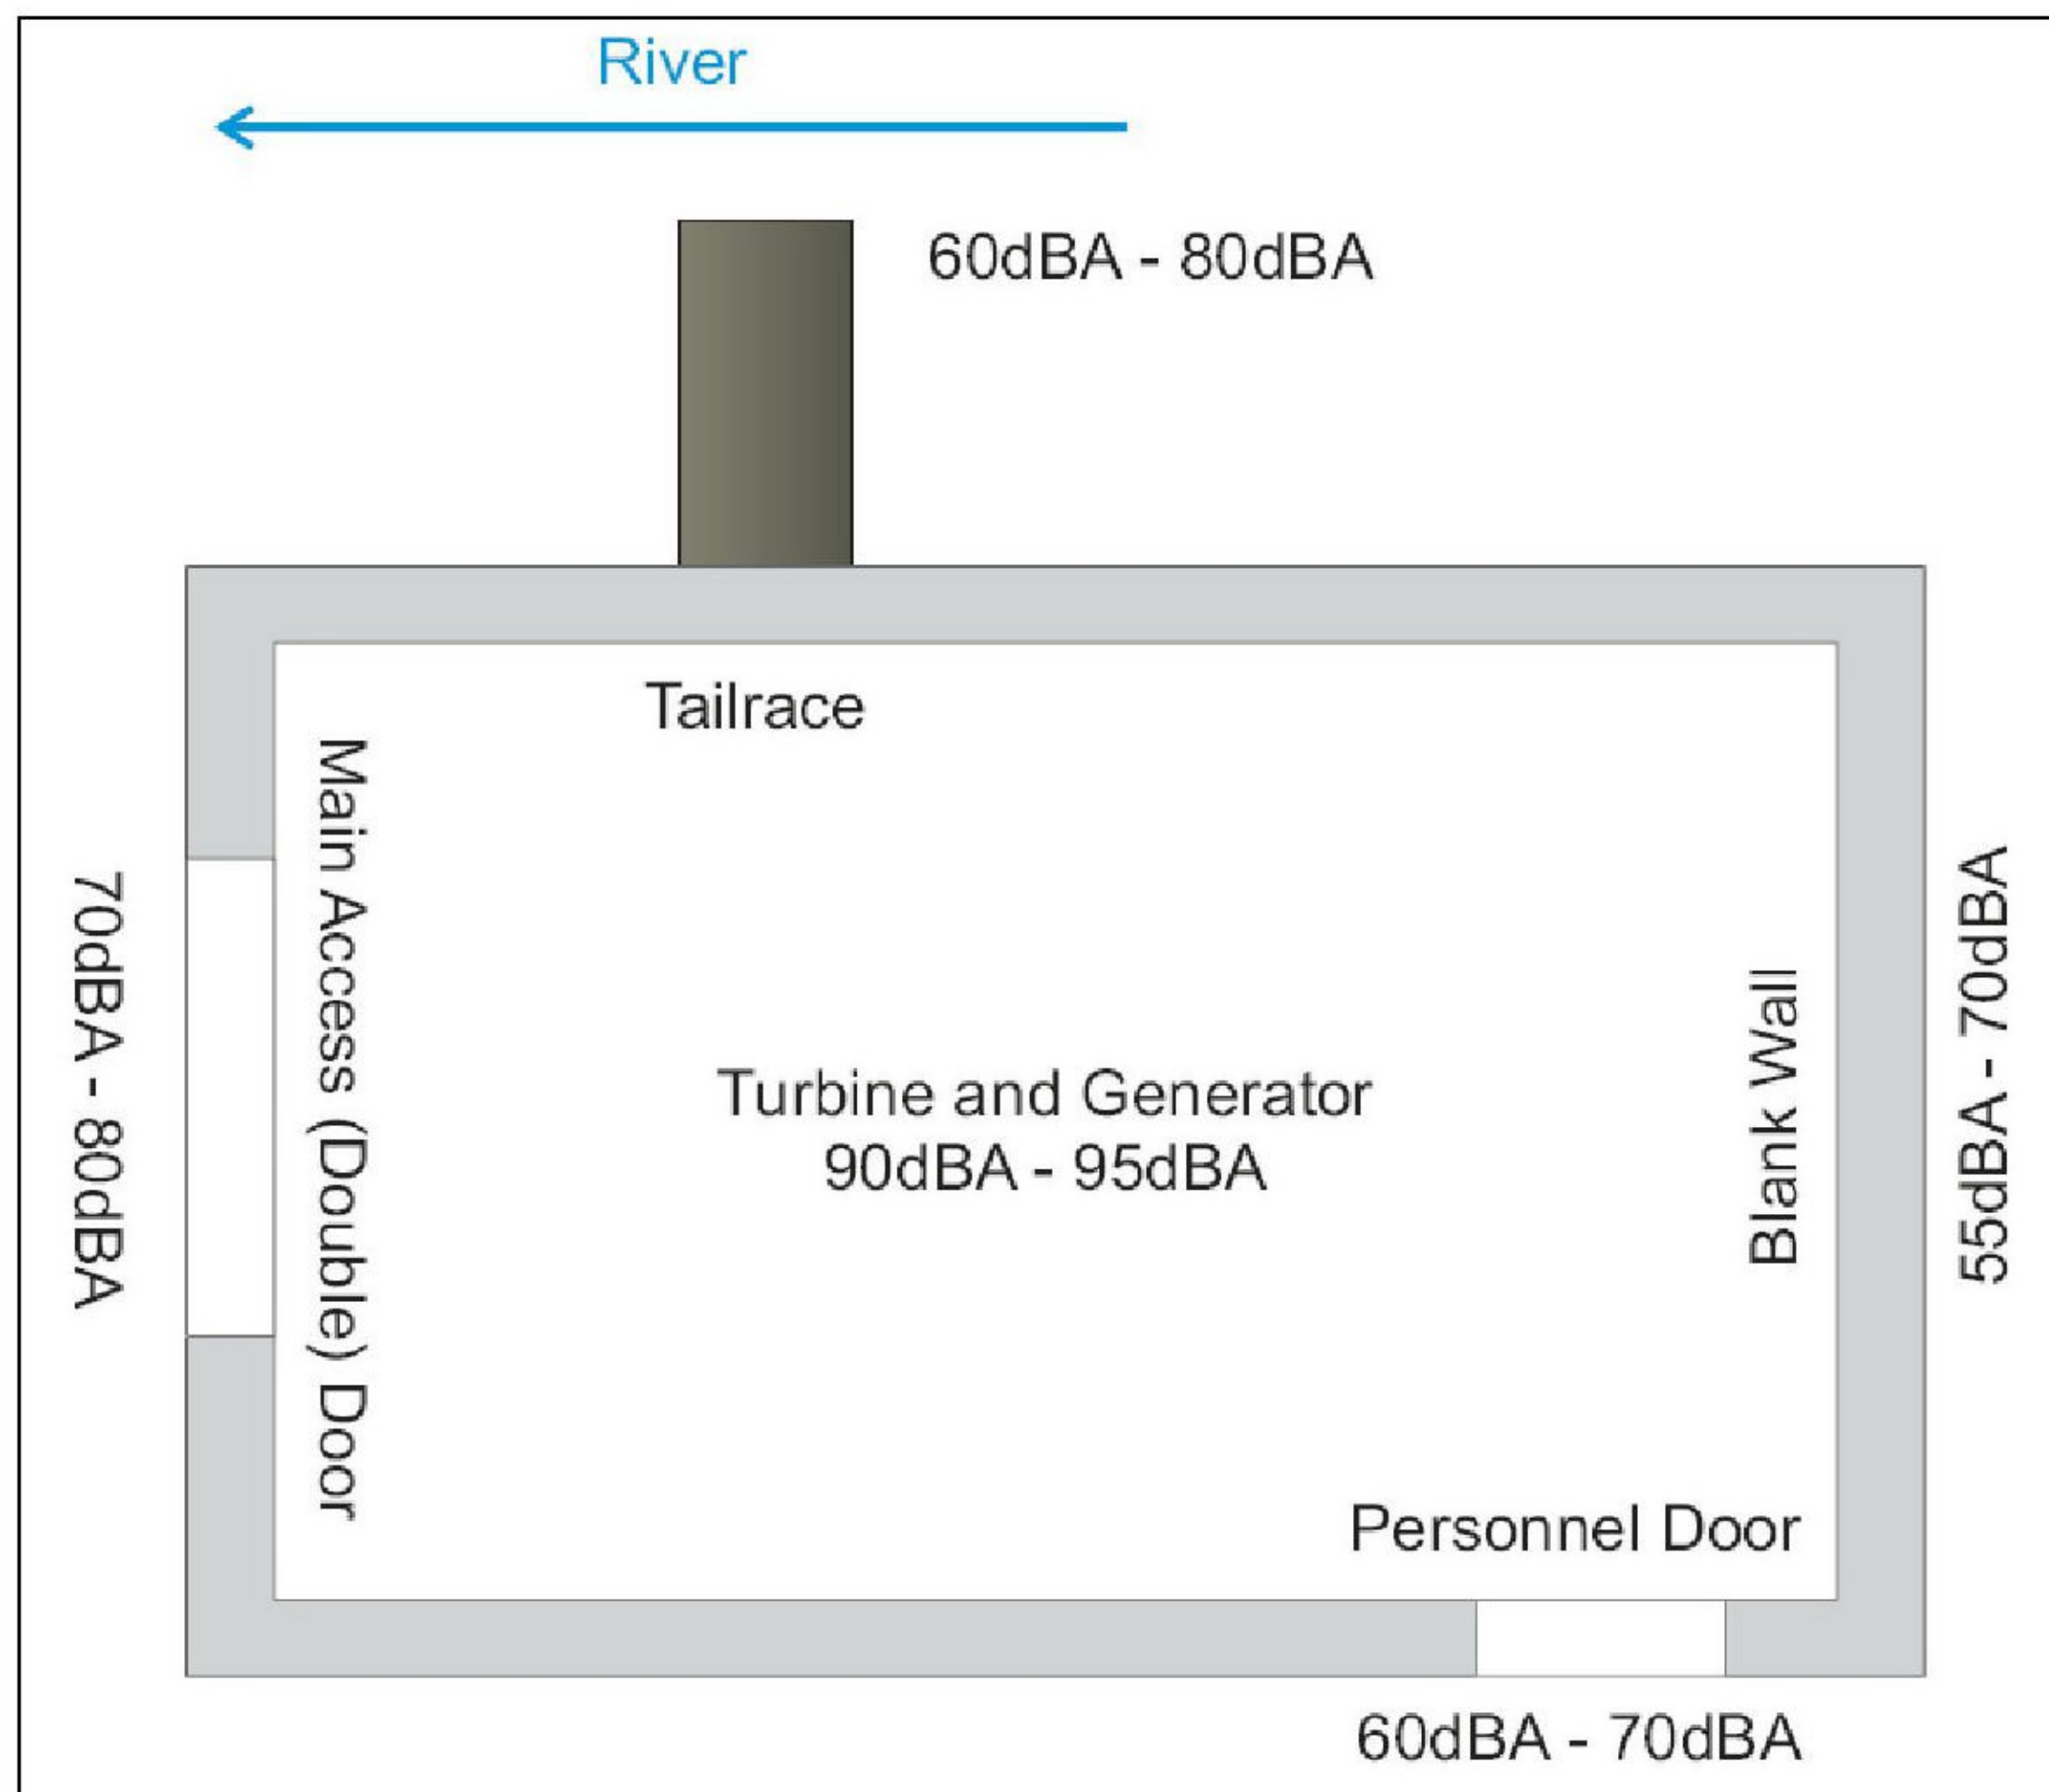 River
60dBA - 80dBA
Tailrace
Main Access (Double) Door
70dBA - 80dBA
Turbine and Generator
90dBA - 95dBA
Blank Wall
55dBA - 70dBA
Personnel Door
60dBA - 70dBA